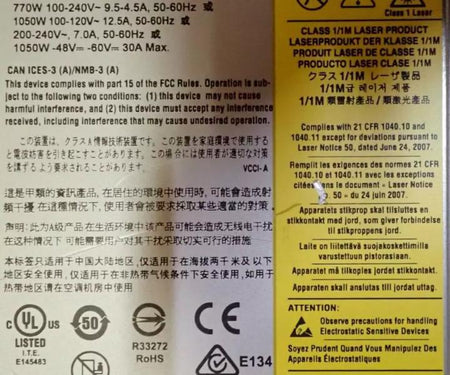 770W 100-240V~ 9.5-4.5A, 50-60Hz
1050W 100-120V~ 12.5A, 50-60Hz or
200-240V~, 7.0A, 50-60Hz
1050W -48V⎓ -60V⎓ 30A Max.
CAN ICES-3 (A)/NMB-3 (A)
This device complies with part 15 of the FCC Rules. Operation is sub-
ject to the following two conditions: (1) this device may not cause
harmful interference, and (2) this device must accept any interference
received, including interference that may cause undesired operation.
この装置は、クラスA情報技術装置です。この装置を家庭環境で使用する
と電波妨害を引き起こすことがあります。この場合には使用者が適切な対策
を講ずるよう要求されることがあります。
VCCI-A
這是甲類的資訊產品，在居住的環境中使用時，可能會造成射
頻干擾，在這種情況下，使用者會被要求採取某些適當的對策。
声明: 此为A级产品，在生活环境中该产品可能会造成无线电干扰
在这种情况下可能需要用户对其干扰采取切实可行的措施。
本标签只适用于中国大陆地区，仅适用于在海拔两千米及以下
地区安全使用，仅适用于在非热带气候条件下安全使用，如用于
热带地区请在空调机房中使用
c UL US
LISTED
I.T.E.
E145483
50
R33272
RoHS
E134
Class 1 Laser
CLASS 1/1M LASER PRODUCT
LASERPRODUKT DER KLASSE 1/1M
PRODUIT LASER DE CLASSE 1/1M
PRODUCTO LASER CLASE 1/1M
クラス 1/1M レーザ製品
1/1M급 레이저 제품
1/1M 類雷射產品/類激光產品
Complies with 21 CFR 1040.10 and
1040.11 except for deviations pursuant to
Laser Notice 50, dated June 24, 2007.
Remplit les exigences des normes 21 CFR
1040.10 et 1040.11 avec les exceptions
citées dans le document - Laser Notice
50 - du 24 juin 2007.
Apparatets stikprop skal tilsluttes en
stikkontakt med jord, som giver forbindelse
til stikproppens jord.
Laite on liitettävä suojakoskettimilla
varustettuun pistorasiaan.
Apparatet må tilkoples jordet stikkontakt.
Apparaten skall anslutas till jordat uttag.
ATTENTION:
Observe precautions for handling
Electrostatic Sensitive Devices
Soyez Prudent Quand Vous Maniez Des
Appareils Électrostatiques